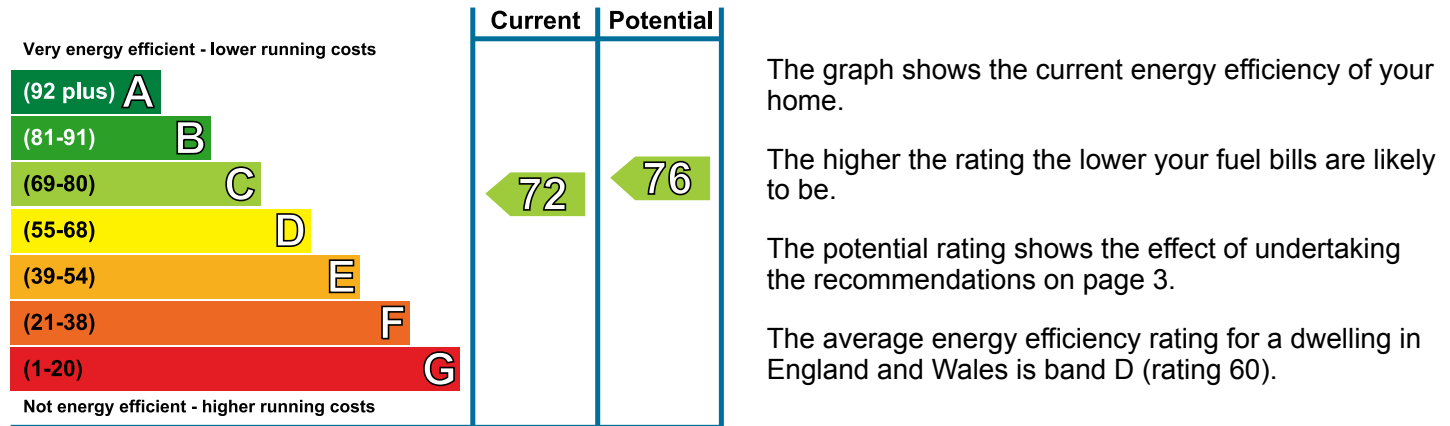 Current Potential
Very energy efficient - lower running costs
(92 plus) A
(81-91) B
(69-80) C
72 76
(55-68) D
(39-54) E
(21-38) F
(1-20) G
Not energy efficient - higher running costs
The graph shows the current energy efficiency of your
home.
The higher the rating the lower your fuel bills are likely
to be.
The potential rating shows the effect of undertaking
the recommendations on page 3.
The average energy efficiency rating for a dwelling in
England and Wales is band D (rating 60).